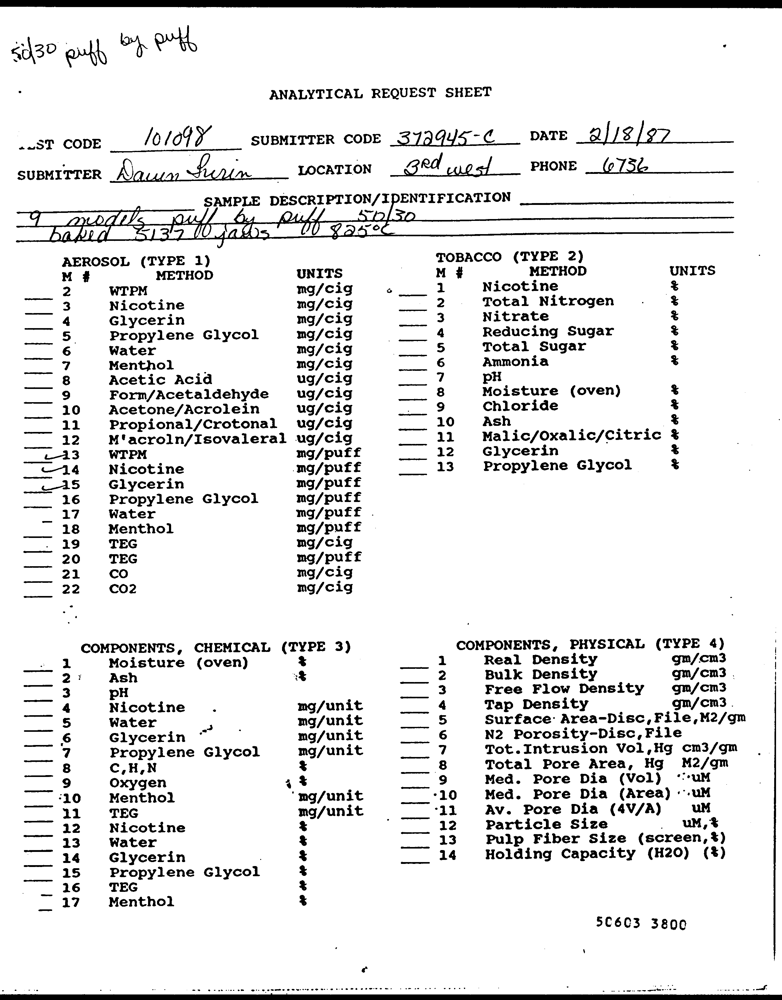 50/30 puff by puff
ANALYTICAL REQUEST SHEET
ST CODE 101098 SUBMITTER CODE 372945-C DATE 2/18/87
SUBMITTER Dawn LOCATION 3Rd west PHONE 6736
SAMPLE DESCRIPTION/IDENTIFICATION
9 models puff by puff 50/30
baked 5137 @ 825°C
AEROSOL (TYPE 1) TOBACCO (TYPE 2)
M # METHOD UNITS M # METHOD UNITS
2 WTPM mg/cig 1 Nicotine %
3 Nicotine mg/cig 2 Total Nitrogen %
4 Glycerin mg/cig 3 Nitrate %
5 Propylene Glycol mg/cig 4 Reducing Sugar %
6 Water mg/cig 5 Total Sugar %
7 Menthol mg/cig 6 Ammonia %
8 Acetic Acid ug/cig 7 pH
9 Form/Acetaldehyde ug/cig 8 Moisture (oven) %
10 Acetone/Acrolein ug/cig 9 Chloride %
11 Propional/Crotonal ug/cig 10 Ash %
12 M'acroln/Isovaleral ug/cig 11 Malic/Oxalic/Citric %
13 WTPM mg/puff 12 Glycerin %
14 Nicotine mg/puff 13 Propylene Glycol %
15 Glycerin mg/puff
16 Propylene Glycol mg/puff
17 Water mg/puff
18 Menthol mg/puff
19 TEG mg/cig
20 TEG mg/puff
21 CO mg/cig
22 CO2 mg/cig
COMPONENTS, CHEMICAL (TYPE 3) COMPONENTS, PHYSICAL (TYPE 4)
1 Moisture (oven) % 1 Real Density gm/cm3
2 Ash % 2 Bulk Density gm/cm3
3 pH 3 Free Flow Density gm/cm3
4 Nicotine mg/unit 4 Tap Density gm/cm3
5 Water mg/unit 5 Surface Area-Disc,File,M2/gm
6 Glycerin mg/unit 6 N2 Porosity-Disc,File
7 Propylene Glycol mg/unit 7 Tot.Intrusion Vol,Hg cm3/gm
8 C,H,N % 8 Total Pore Area, Hg M2/gm
9 Oxygen % 9 Med. Pore Dia (Vol) uM
10 Menthol mg/unit 10 Med. Pore Dia (Area) uM
11 TEG mg/unit 11 Av. Pore Dia (4V/A) uM
12 Nicotine % 12 Particle Size uM,%
13 Water % 13 Pulp Fiber Size (screen,%)
14 Glycerin % 14 Holding Capacity (H2O) (%)
15 Propylene Glycol %
16 TEG %
17 Menthol %
50603 3800